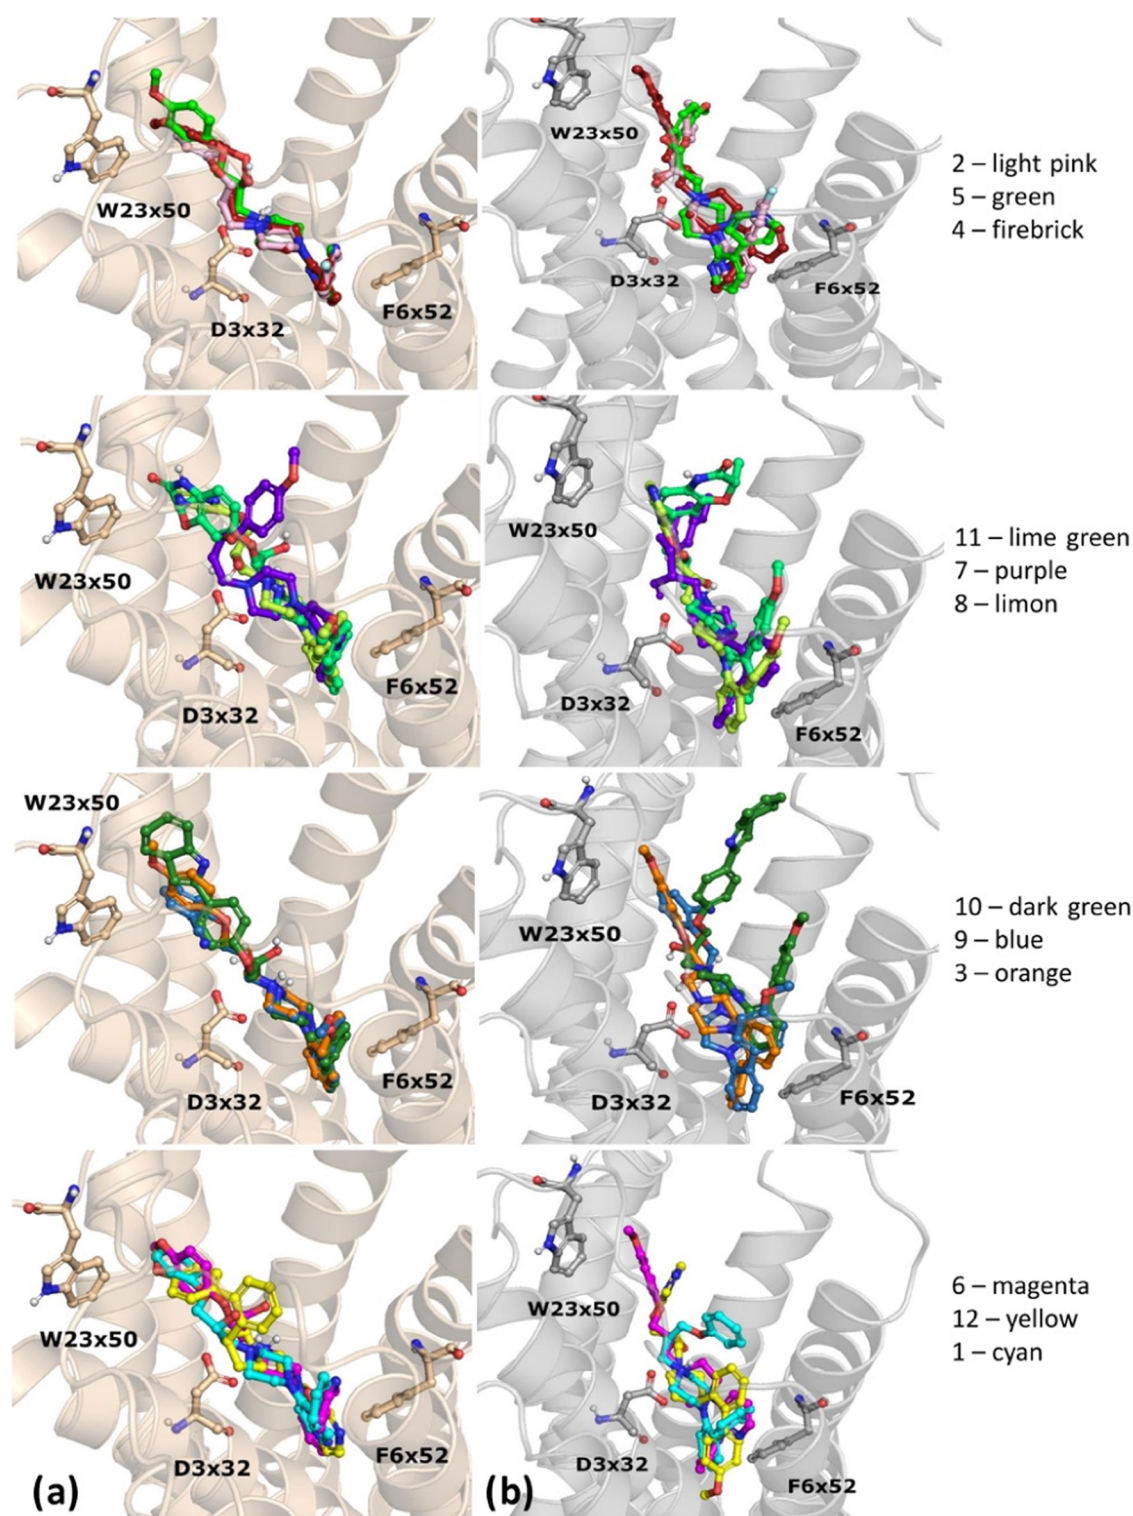 W23x50
D3x32
F6x52
W23x50
D3x32
F6x52
2 – light pink
5 – green
4 – firebrick
W23x50
D3x32
F6x52
W23x50
D3x32
F6x52
11 – lime green
7 – purple
8 – limon
W23x50
D3x32
F6x52
W23x50
D3x32
F6x52
10 – dark green
9 – blue
3 – orange
W23x50
D3x32
F6x52
W23x50
D3x32
F6x52
6 – magenta
12 – yellow
1 – cyan
(a)
(b)